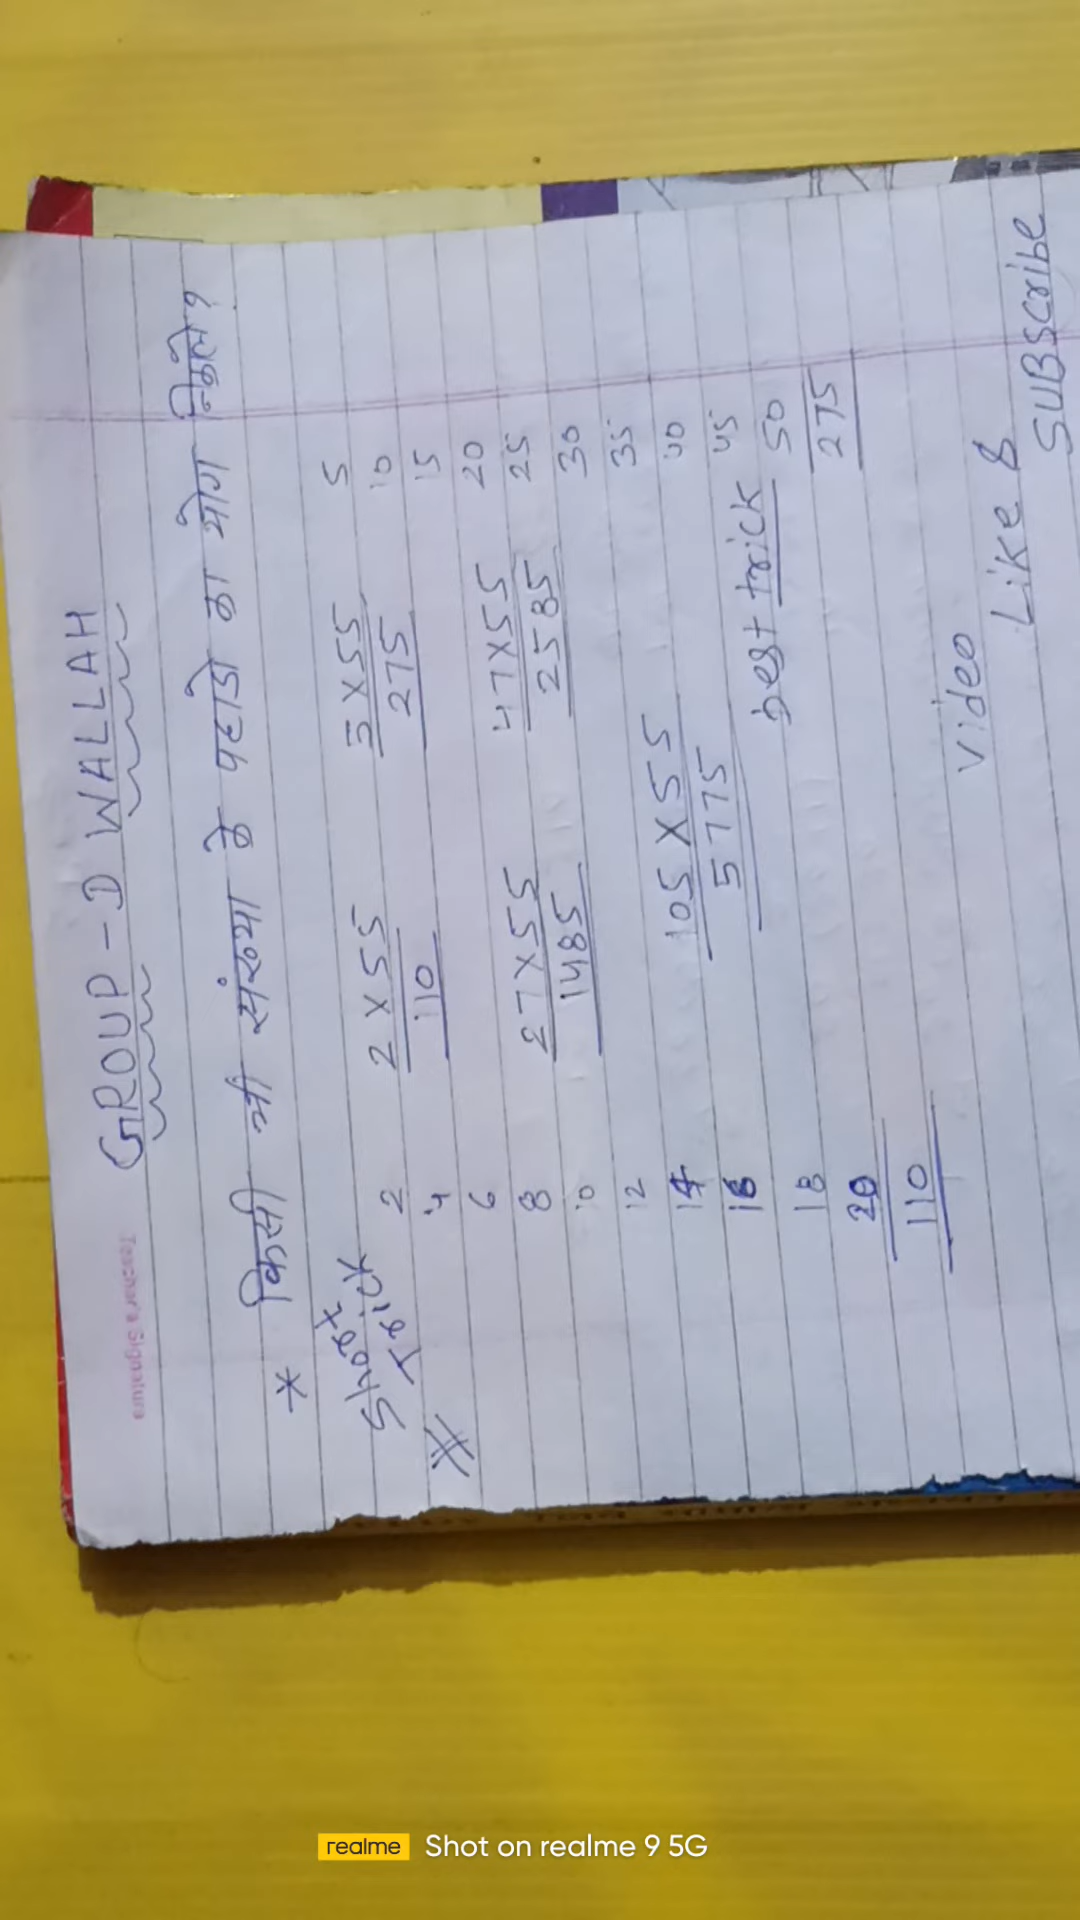 Teacher's Signature
GROUP - D WALLAH
* किसी भी संख्या के पहाडे का योग निकाले ?
Short
Trick
2 2 X 55 5 X 55 5
4 110 275 10
6 15
8 27 X 55 47 X 55 20
10 1485 2585 25
12 30
14 105 X 55 35
16 5775 40
18 best trick 45
20 50
110 275
video
Like &
SUBscribe
realme Shot on realme 9 5G